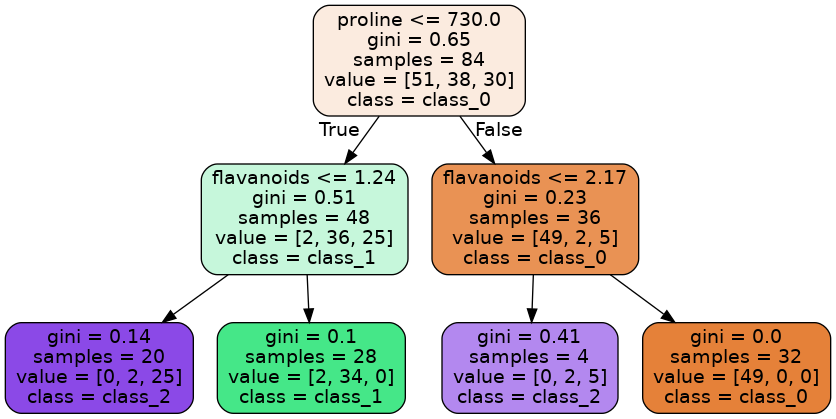 proline <= 730.0
gini = 0.65
samples = 84
value = [51, 38, 30]
class = class_0
True
False
flavanoids <= 1.24
gini = 0.51
samples = 48
value = [2, 36, 25]
class = class_1
flavanoids <= 2.17
gini = 0.23
samples = 36
value = [49, 2, 5]
class = class_0
gini = 0.14
samples = 20
value = [0, 2, 25]
class = class_2
gini = 0.1
samples = 28
value = [2, 34, 0]
class = class_1
gini = 0.41
samples = 4
value = [0, 2, 5]
class = class_2
gini = 0.0
samples = 32
value = [49, 0, 0]
class = class_0